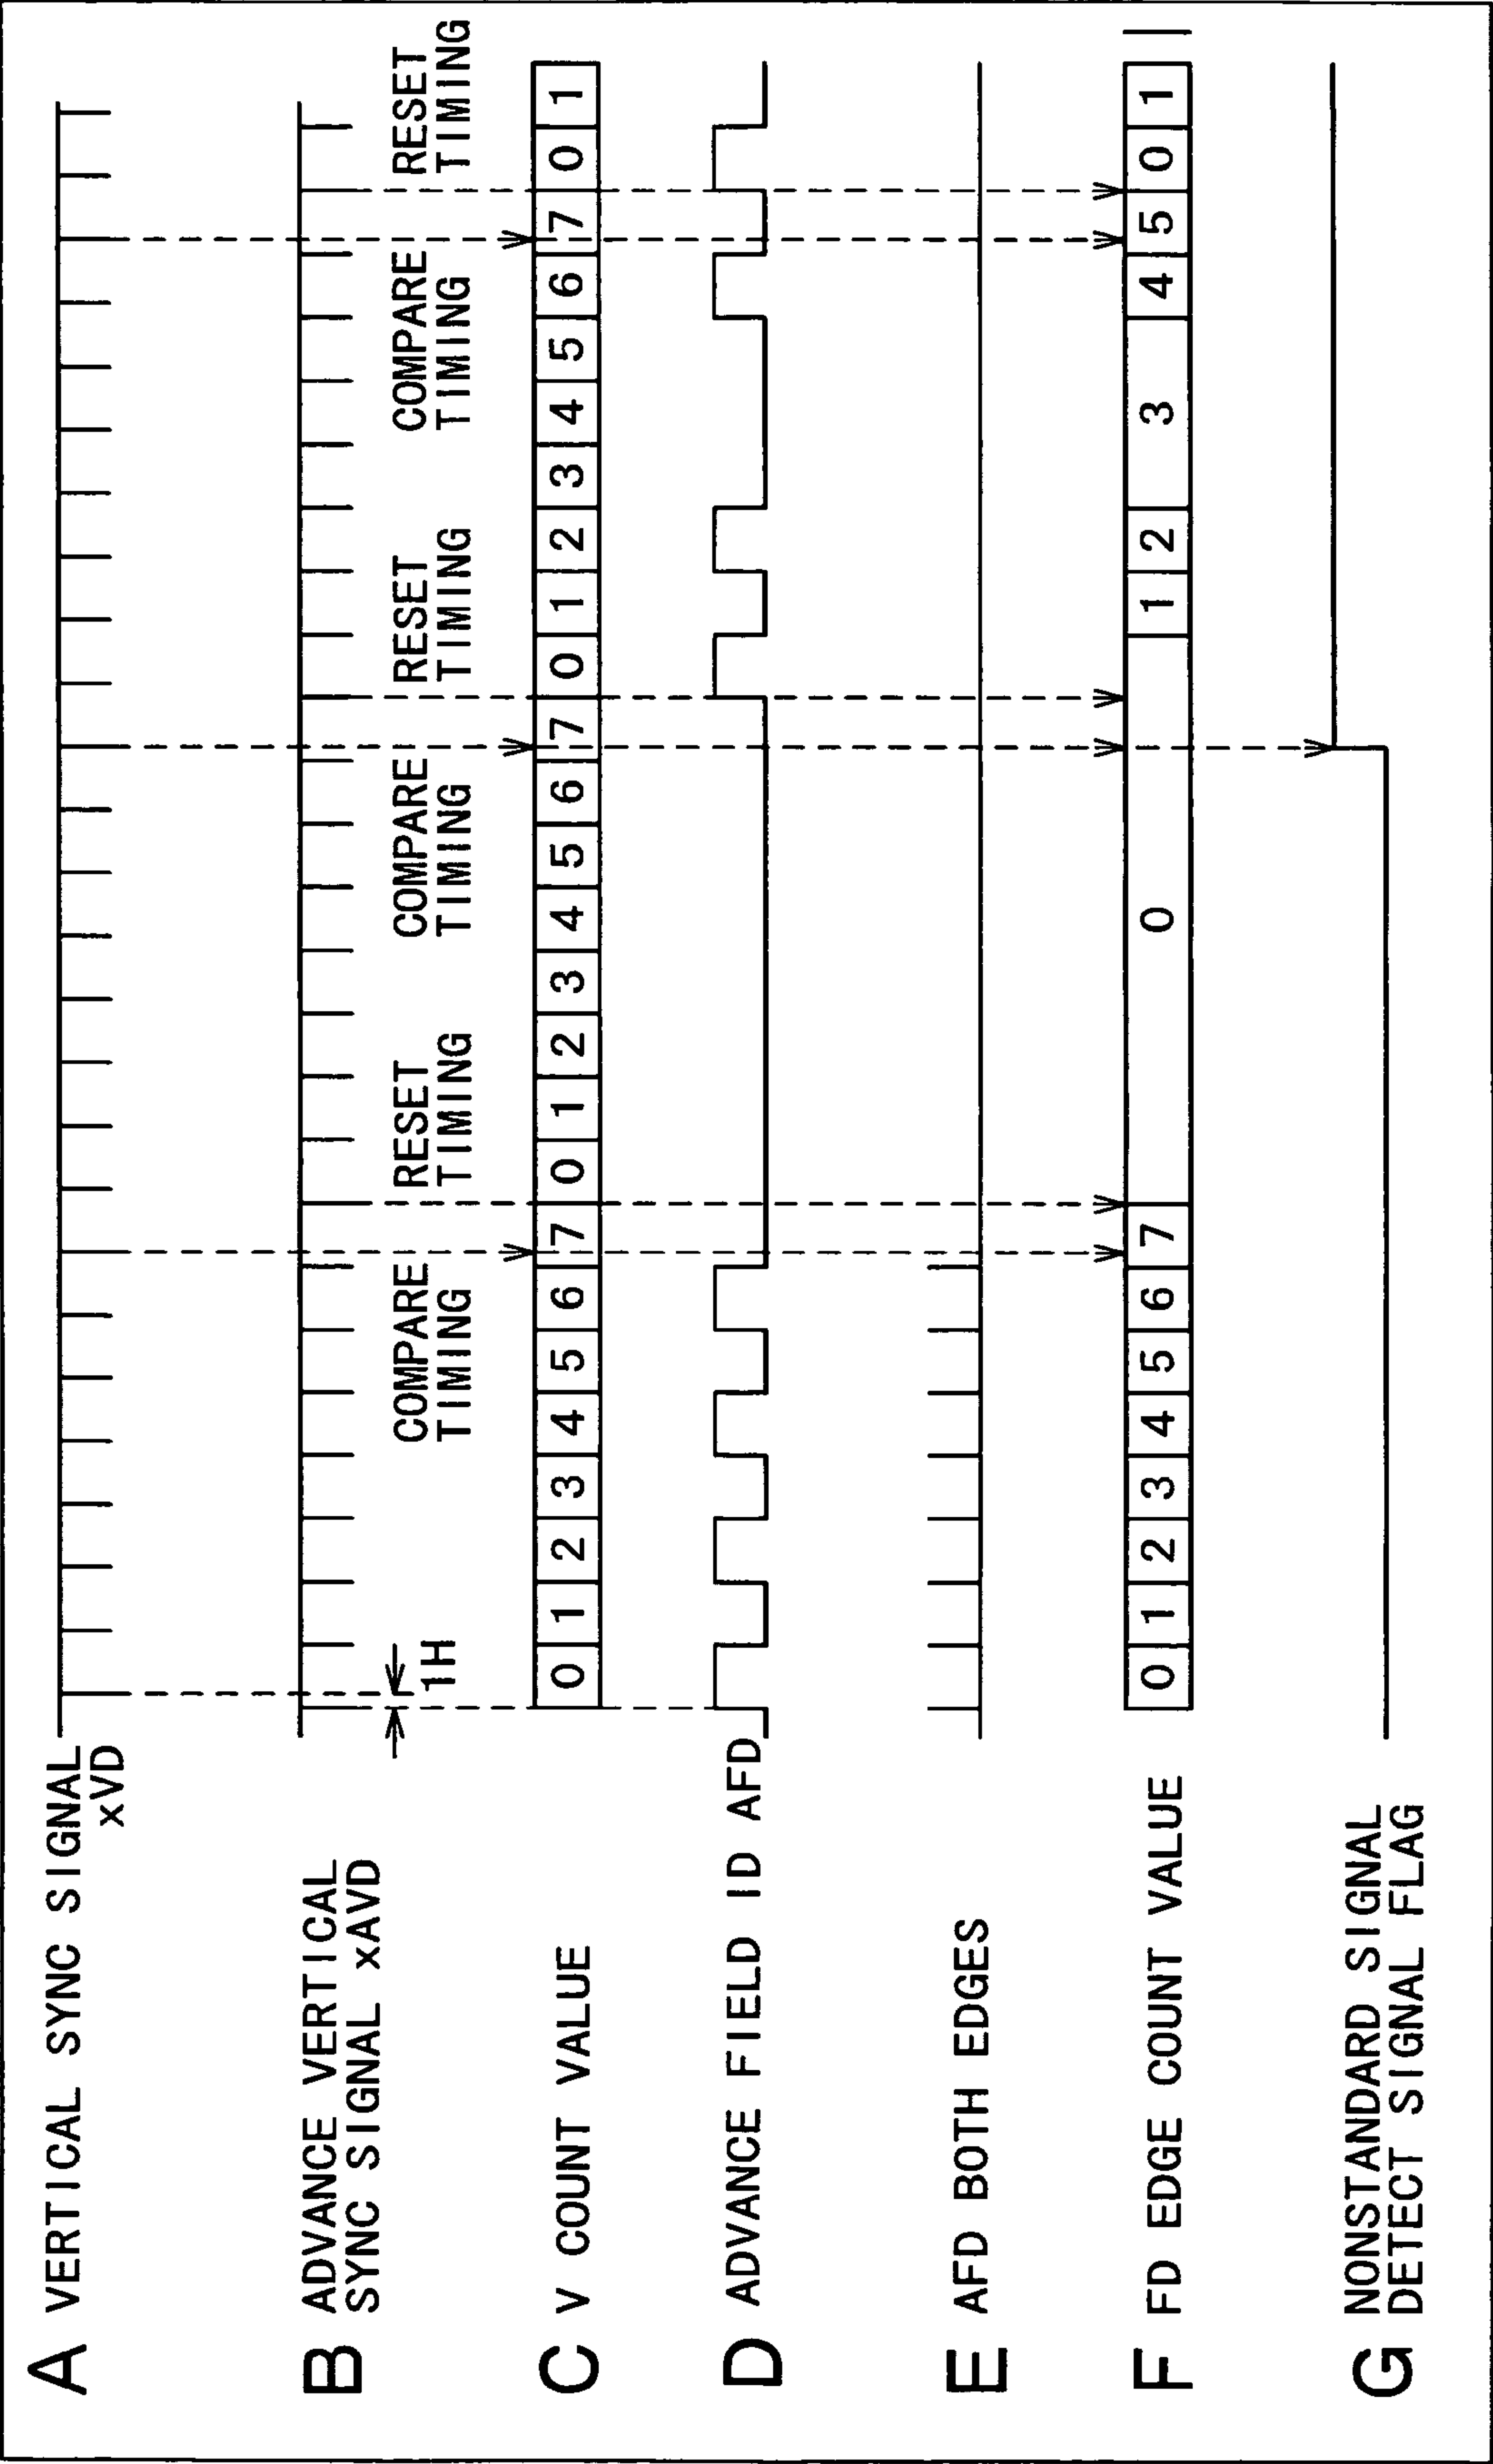 A VERTICAL SYNC SIGNAL
xVD
B ADVANCE VERTICAL
SYNC SIGNAL xAVD
1H
COMPARE
TIMING
RESET
TIMING
COMPARE
TIMING
RESET
TIMING
COMPARE
TIMING
RESET
TIMING
C V COUNT VALUE
0 1 2 3 4 5 6 7 0 1 2 3 4 5 6 7 0 1 2 3 4 5 6 7 0 1
D ADVANCE FIELD ID AFD
E AFD BOTH EDGES
F FD EDGE COUNT VALUE
0 1 2 3 4 5 6 7 0 1 2 3 4 5 0 1
G NONSTANDARD SIGNAL
DETECT SIGNAL FLAG